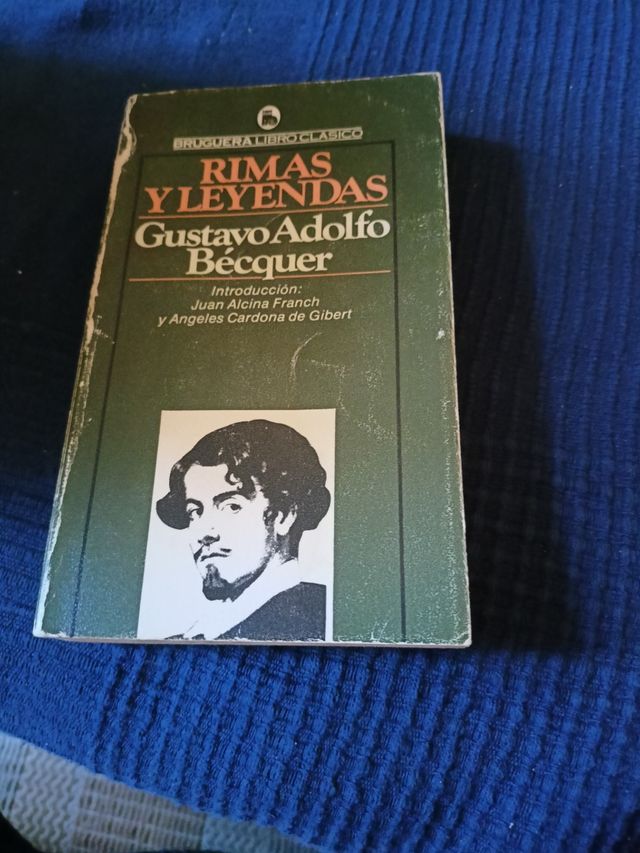 BRUGUERA LIBRO CLASICO
RIMAS
Y LEYENDAS
Gustavo Adolfo
Bécquer
Introducción:
Juan Alcina Franch
y Angeles Cardona de Gibert